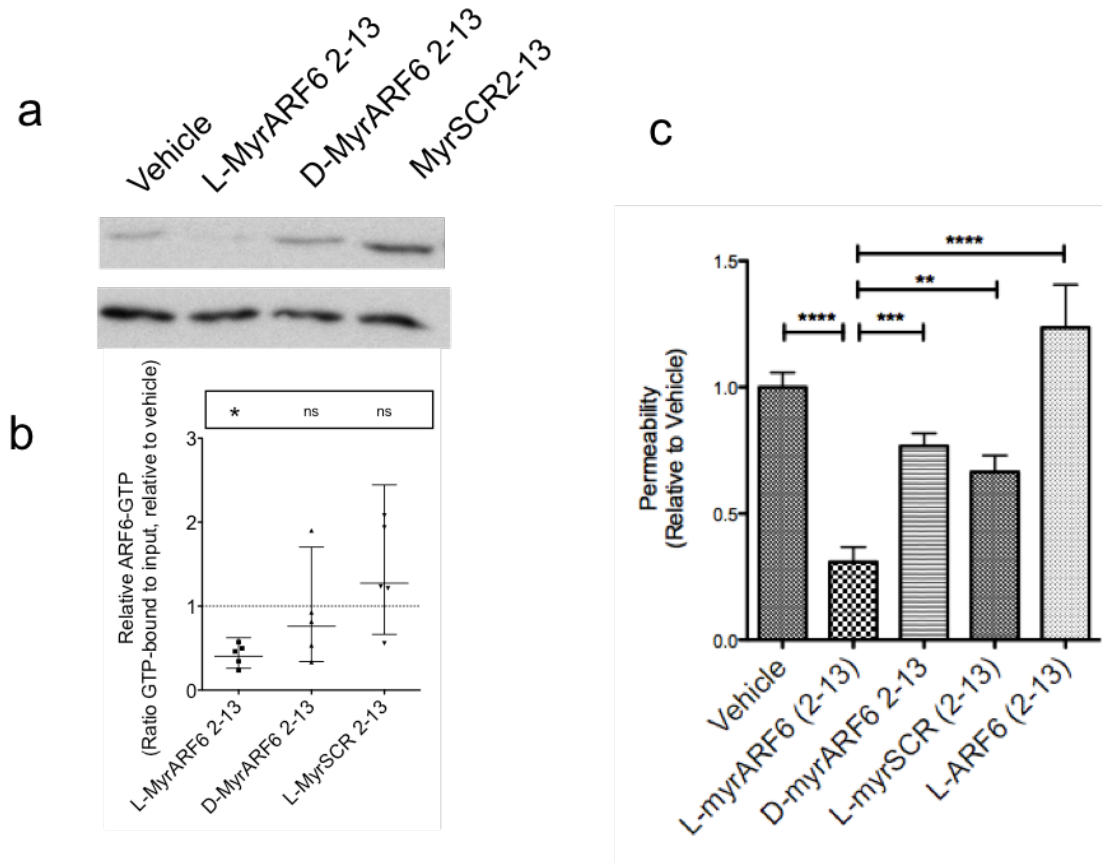 a
Vehicle
L-MyrARF6 2-13
D-MyrARF6 2-13
MyrSCR2-13
b
Relative ARF6-GTP
(Ratio GTP-bound to input, relative to vehicle)
* ns ns
3
2
1
0
L-MyrARF6 2-13
D-MyrARF6 2-13
L-MySCR 2-13
c
Permeability
(Relative to Vehicle)
****
**
**** ***
1.5
1.0
0.5
0.0
Vehicle
L-myrARF6 (2-13)
D-myrARF6 2-13
L-myrSCR (2-13)
L-ARF6 (2-13)